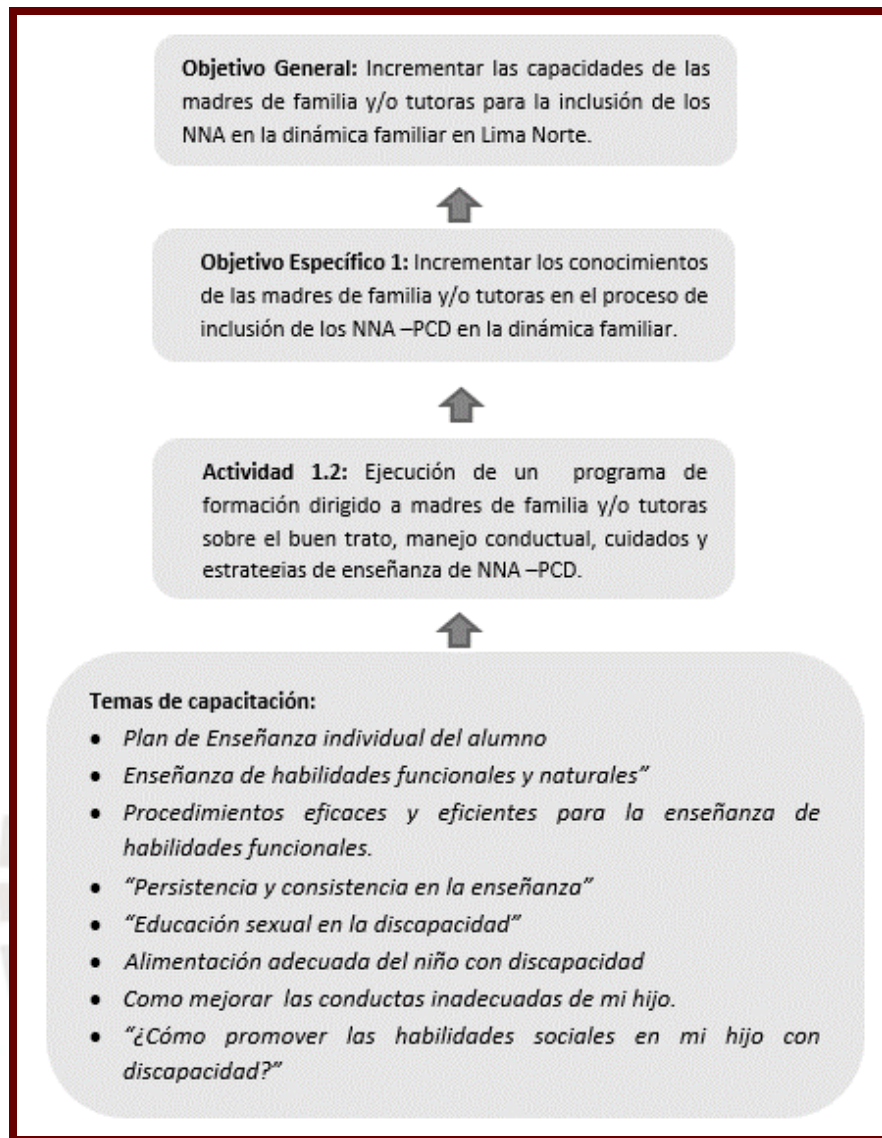 Objetivo General: Incrementar las capacidades de las
madres de familia y/o tutoras para la inclusión de los
NNA en la dinámica familiar en Lima Norte.
Objetivo Específico 1: Incrementar los conocimientos
de las madres de familia y/o tutoras en el proceso de
inclusión de los NNA –PCD en la dinámica familiar.
Actividad 1.2: Ejecución de un programa de
formación dirigido a madres de familia y/o tutoras
sobre el buen trato, manejo conductual, cuidados y
estrategias de enseñanza de NNA –PCD.
Temas de capacitación:
• Plan de Enseñanza individual del alumno
• Enseñanza de habilidades funcionales y naturales”
• Procedimientos eficaces y eficientes para la enseñanza de
habilidades funcionales.
• “Persistencia y consistencia en la enseñanza”
• “Educación sexual en la discapacidad”
• Alimentación adecuada del niño con discapacidad
• Como mejorar las conductas inadecuadas de mi hijo.
• “¿Cómo promover las habilidades sociales en mi hijo con
discapacidad?”